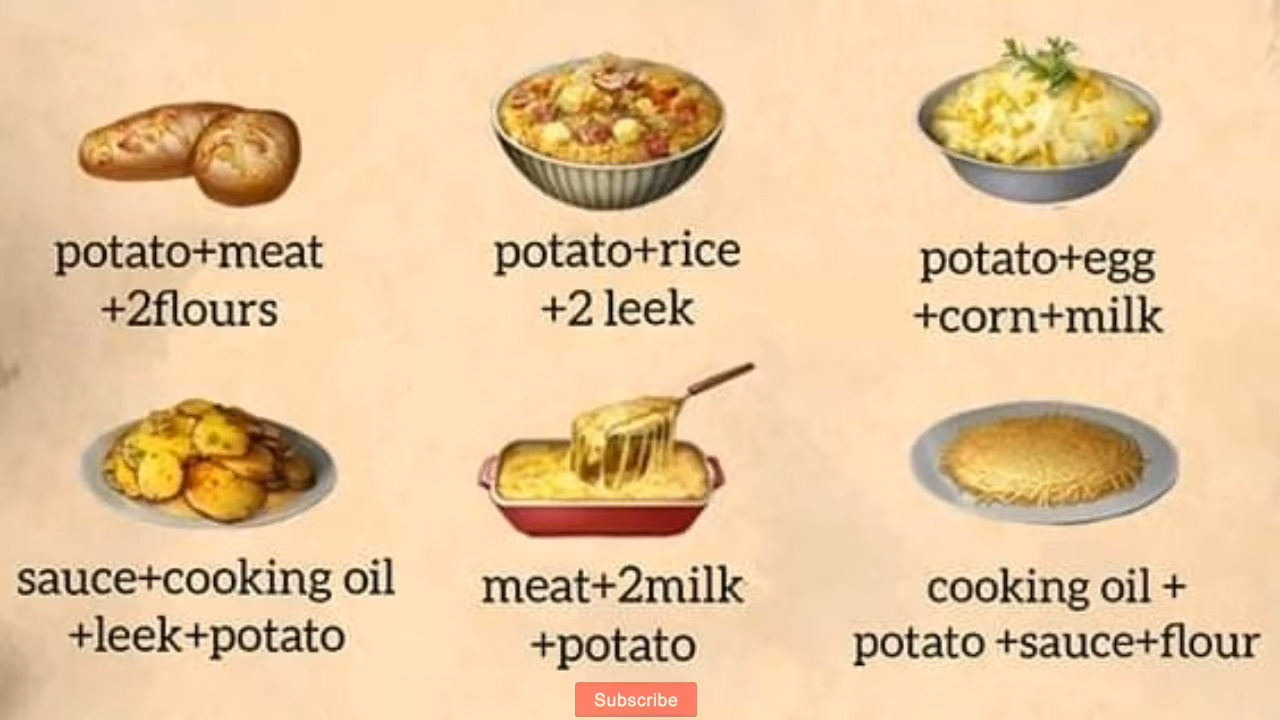 potato+meat
+2flours
potato+rice
+2 leek
potato+egg
+corn+milk
sauce+cooking oil
+leek+potato
meat+2milk
+potato
cooking oil +
potato +sauce+flour
Subscribe